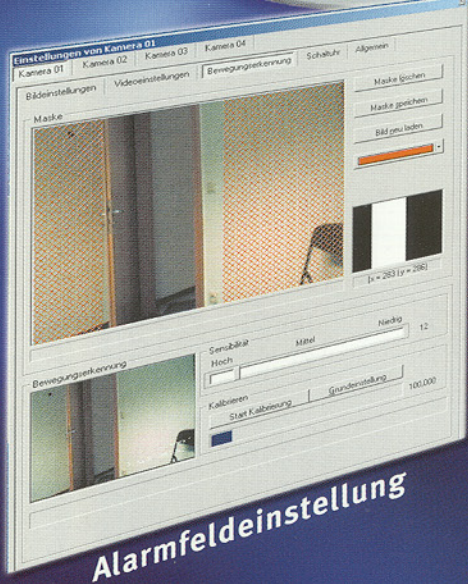 Einstellungen von Kamera 01
Kamera 01 Kamera 02 Kamera 03 Kamera 04
Bildeinstellungen Videoeinstellungen Bewegungserkennung Schaltuhr Allgemein
Maske
Maske löschen
Maske speichern
Bild neu laden
[x = 283 | y = 286]
Bewegungserkennung
Sensibilität
Hoch Mittel Niedrig 12
Kalibrieren
Start Kalibrierung Grundeinstellung 100,000
Alarmfeldeinstellung